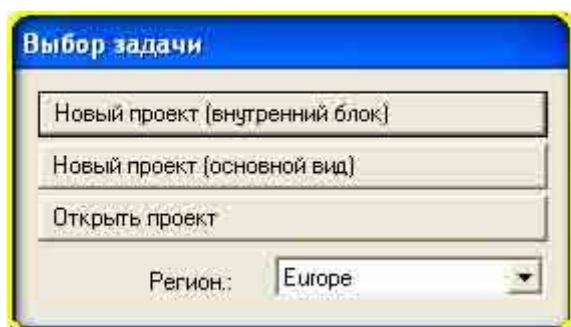 Выбор задачи
Новый проект (внутренний блок)
Новый проект (основной вид)
Открыть проект
Регион.: Europe